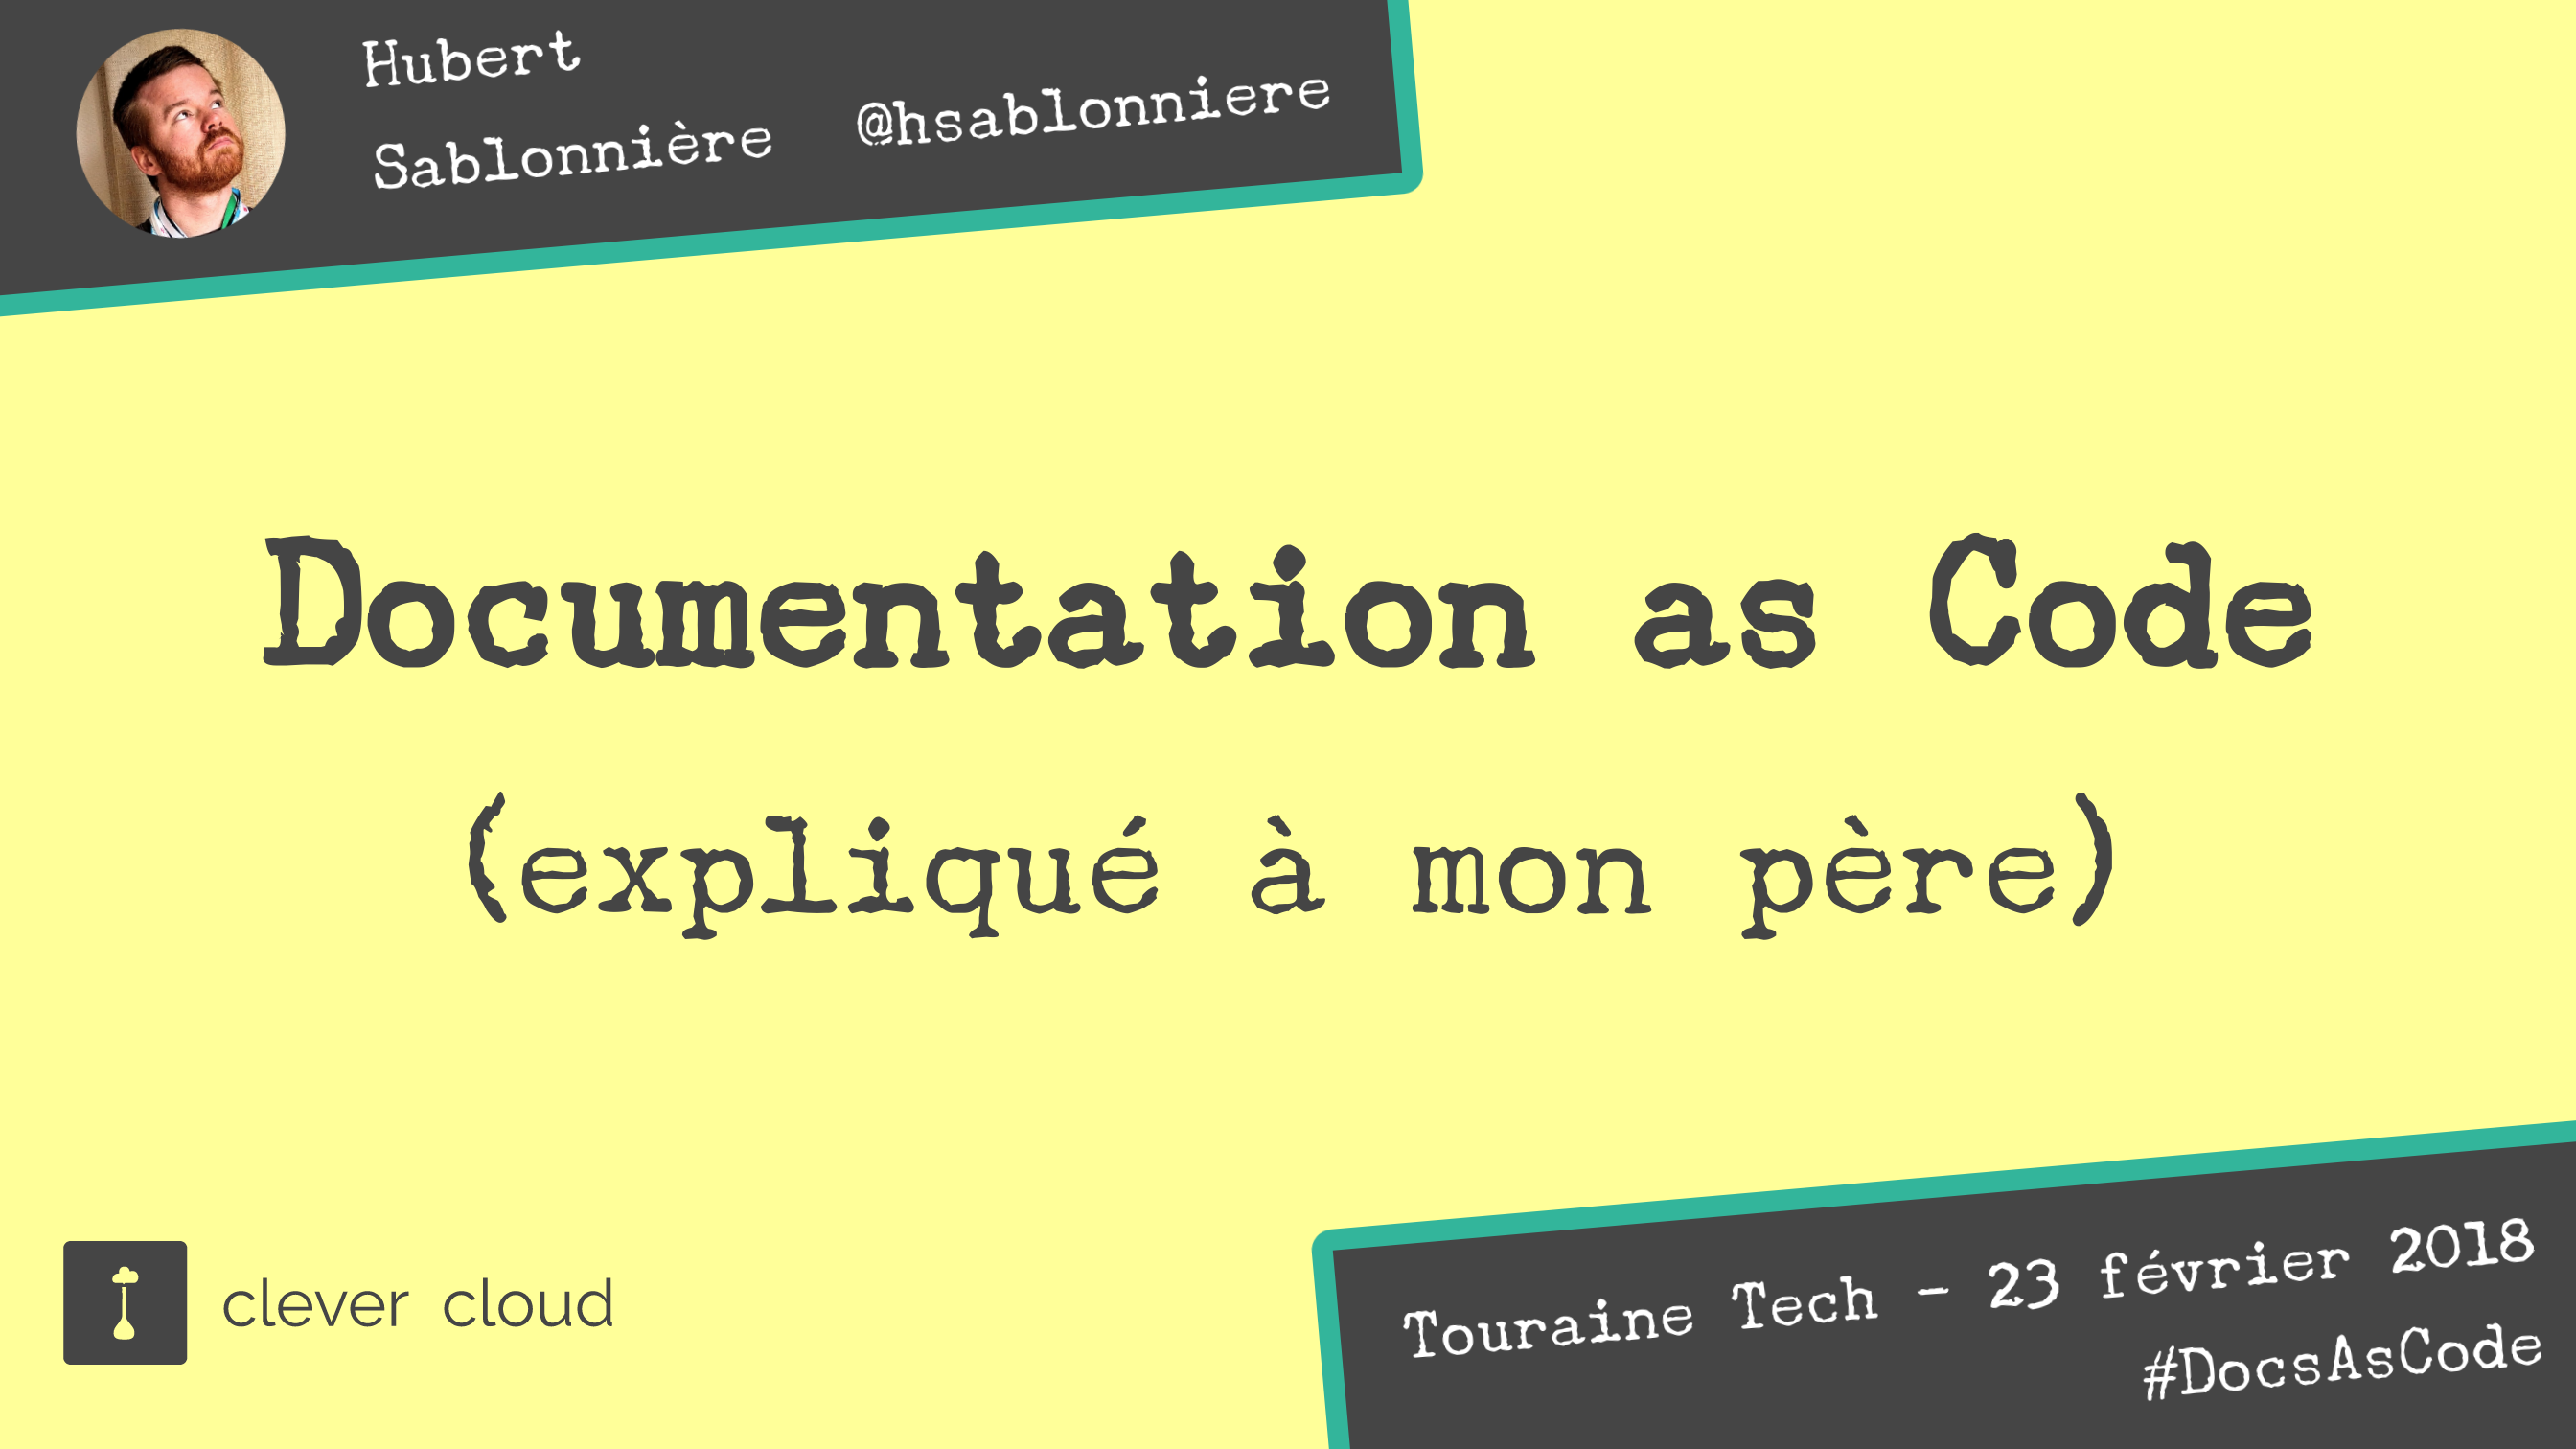 Hubert
Sablonnière @hsablonniere
Documentation as Code
(expliqué à mon père)
clever cloud
Touraine Tech - 23 février 2018
#DocsAsCode